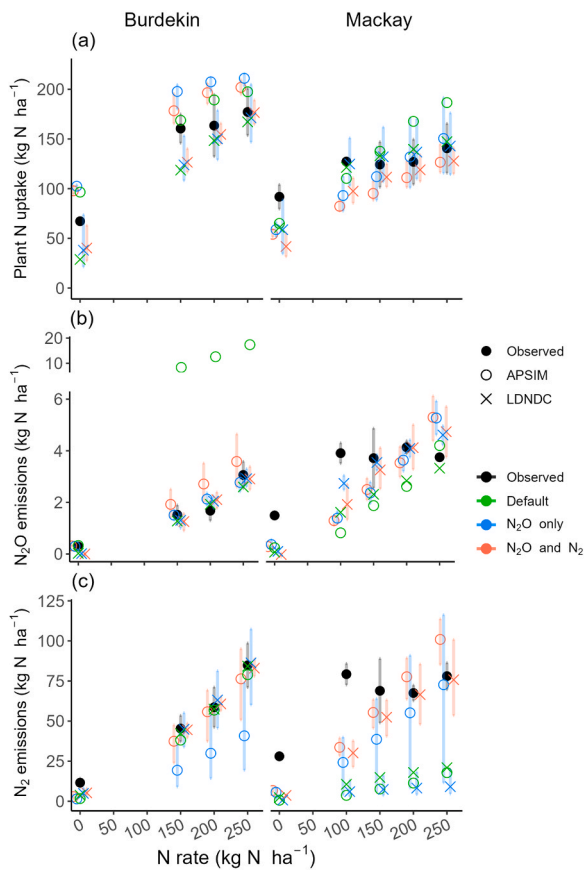 Burdekin Mackay
(a)
Plant N uptake (kg N ha⁻¹)
200
150
100
50
0
(b)
N₂O emissions (kg N ha⁻¹)
20
10
6
4
2
0
Observed
APSIM
LDNDC
Observed
Default
N₂O only
N₂O and N₂
(c)
N₂ emissions (kg N ha⁻¹)
125
100
75
50
25
0
0 50 100 150 200 250 0 50 100 150 200 250
N rate (kg N ha⁻¹)